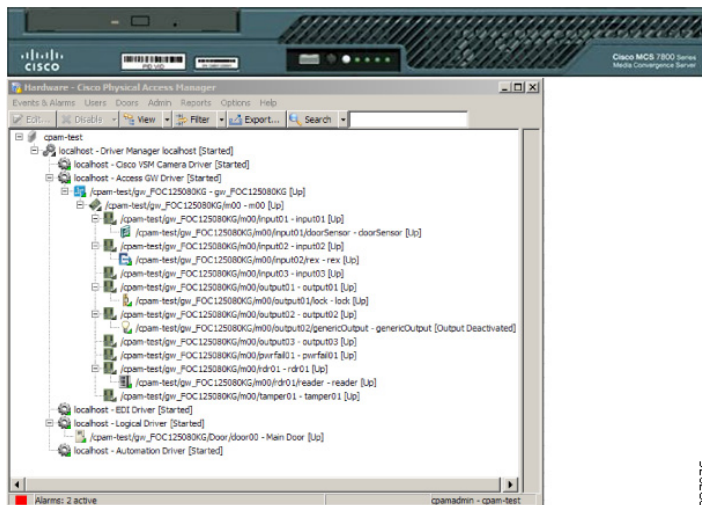 CISCO
PID VID
Cisco MCS 7800 Series
Media Convergence Server
Hardware - Cisco Physical Access Manager
Events & Alarms Users Doors Admin Reports Options Help
Edit... Disable View Filter Export... Search
cpam-test
localhost - Driver Manager localhost [Started]
localhost - Cisco VSM Camera Driver [Started]
localhost - Access GW Driver [Started]
/cpam-test/gw_FOC125080KG - gw_FOC125080KG [Up]
/cpam-test/gw_FOC125080KG/m00 - m00 [Up]
/cpam-test/gw_FOC125080KG/m00/input01 - input01 [Up]
/cpam-test/gw_FOC125080KG/m00/input01/doorSensor - doorSensor [Up]
/cpam-test/gw_FOC125080KG/m00/input02 - input02 [Up]
/cpam-test/gw_FOC125080KG/m00/input02/rex - rex [Up]
/cpam-test/gw_FOC125080KG/m00/input03 - input03 [Up]
/cpam-test/gw_FOC125080KG/m00/output01 - output01 [Up]
/cpam-test/gw_FOC125080KG/m00/output01/lock - lock [Up]
/cpam-test/gw_FOC125080KG/m00/output02 - output02 [Up]
/cpam-test/gw_FOC125080KG/m00/output02/genericOutput - genericOutput [Output Deactivated]
/cpam-test/gw_FOC125080KG/m00/output03 - output03 [Up]
/cpam-test/gw_FOC125080KG/m00/pwrfail01 - pwrfail01 [Up]
/cpam-test/gw_FOC125080KG/m00/rdr01 - rdr01 [Up]
/cpam-test/gw_FOC125080KG/m00/rdr01/reader - reader [Up]
/cpam-test/gw_FOC125080KG/m00/tamper01 - tamper01 [Up]
localhost - EDI Driver [Started]
localhost - Logical Driver [Started]
/cpam-test/gw_FOC125080KG/Door/door00 - Main Door [Up]
localhost - Automation Driver [Started]
Alarms: 2 active
cpamadmin - cpam-test